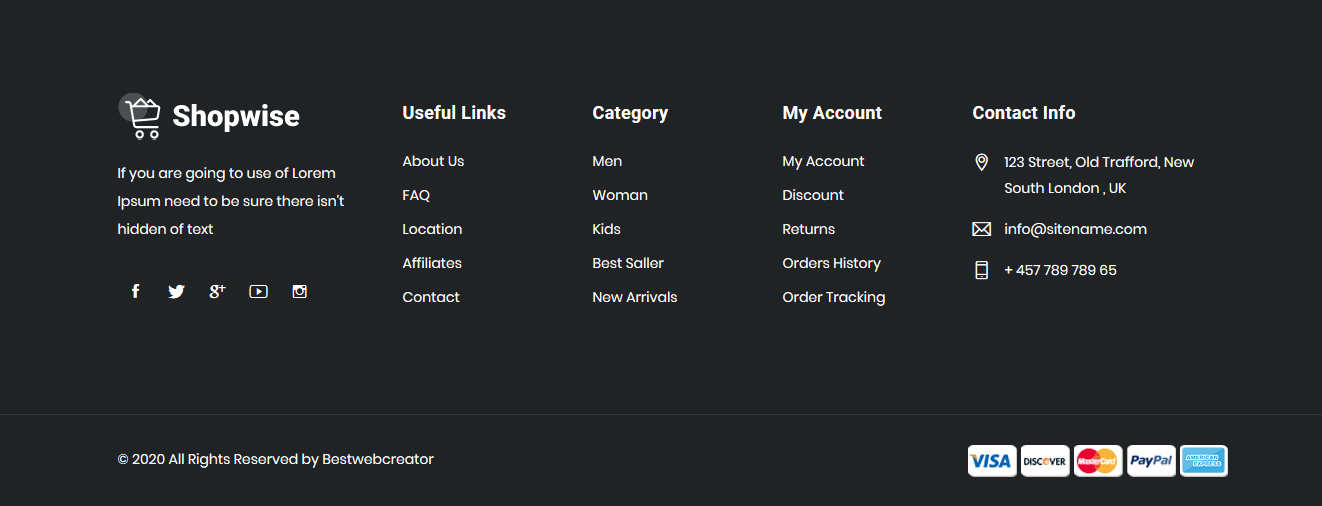 Shopwise
If you are going to use of Lorem
Ipsum need to be sure there isn't
hidden of text
Useful Links
About Us
FAQ
Location
Affiliates
Contact
Category
Men
Woman
Kids
Best Saller
New Arrivals
My Account
My Account
Discount
Returns
Orders History
Order Tracking
Contact Info
123 Street, Old Trafford, New
South London , UK
info@sitename.com
+ 457 789 789 65
© 2020 All Rights Reserved by Bestwebcreator
VISA
DISCOVER
MasterCard
PayPal
AMERICAN
EXPRESS